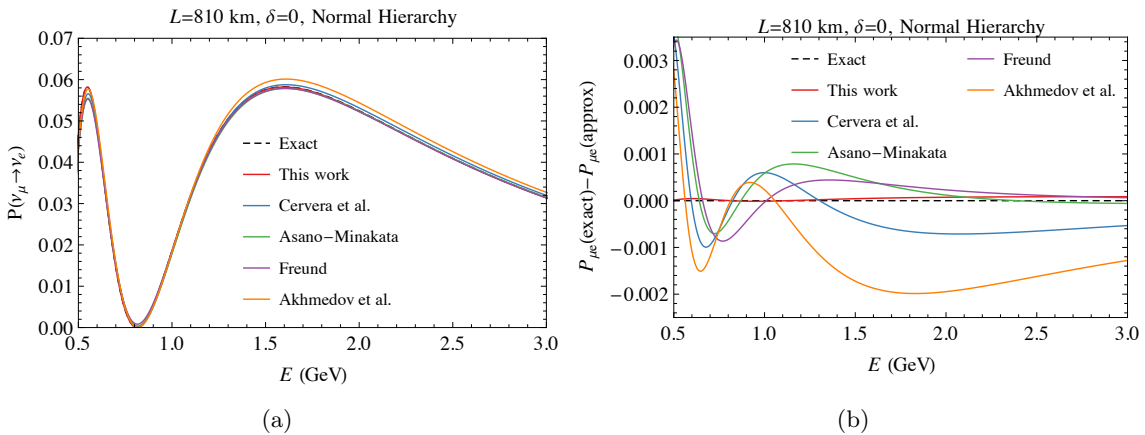 L=810 km, δ=0, Normal Hierarchy
P(νμ→νe)
0.07
0.06
0.05
0.04
0.03
0.02
0.01
0.00
Exact
This work
Cervera et al.
Asano−Minakata
Freund
Akhmedov et al.
0.5 1.0 1.5 2.0 2.5 3.0
E (GeV)
(a)
L=810 km, δ=0, Normal Hierarchy
Pμe(exact)−Pμe(approx)
0.003
0.002
0.001
0.000
−0.001
−0.002
Exact
This work
Cervera et al.
Asano−Minakata
Freund
Akhmedov et al.
0.5 1.0 1.5 2.0 2.5 3.0
E (GeV)
(b)